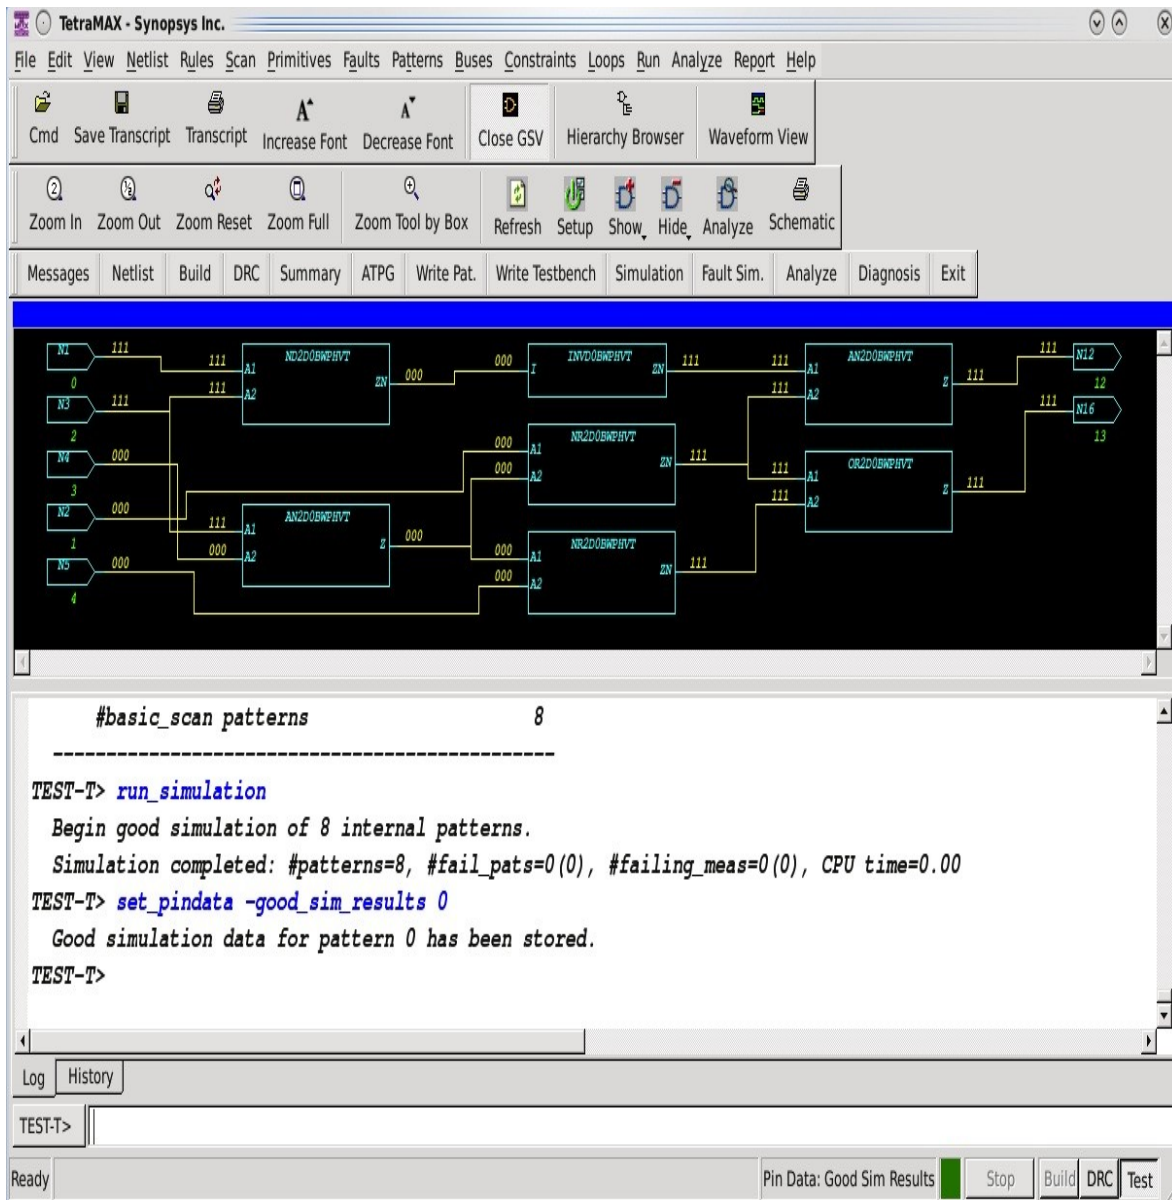 TetraMAX - Synopsys Inc.
File Edit View Netlist Rules Scan Primitives Faults Patterns Buses Constraints Loops Run Analyze Report Help
Cmd Save Transcript Transcript Increase Font Decrease Font Close GSV Hierarchy Browser Waveform View
Zoom In Zoom Out Zoom Reset Zoom Full Zoom Tool by Box Refresh Setup Show Hide Analyze Schematic
Messages Netlist Build DRC Summary ATPG Write Pat. Write Testbench Simulation Fault Sim. Analyze Diagnosis Exit
N1 111 111 A1 ND2D0BWPHVT ZN 000 000 I INVD0BWPHVT ZN 111 111 A1 AN2D0BWPHVT Z 111 111 N12
0 111 A2 111 A2 12
N3 111 111 N16
2 13
N4 000 000 A1 NR2D0BWPHVT ZN 111 111 A1 OR2D0BWPHVT Z 111
3 000 A2 111 A2
N2 000 111 A1 AN2D0BWPHVT Z 000
1 000 A2 000 A1 NR2D0BWPHVT ZN 111
N5 000 000 A2
4
#basic_scan patterns 8
-----------------------------------------------
TEST-T> run_simulation
Begin good simulation of 8 internal patterns.
Simulation completed: #patterns=8, #fail_pats=0(0), #failing_meas=0(0), CPU time=0.00
TEST-T> set_pindata -good_sim_results 0
Good simulation data for pattern 0 has been stored.
TEST-T>
Log History
TEST-T>
Ready Pin Data: Good Sim Results Stop Build DRC Test